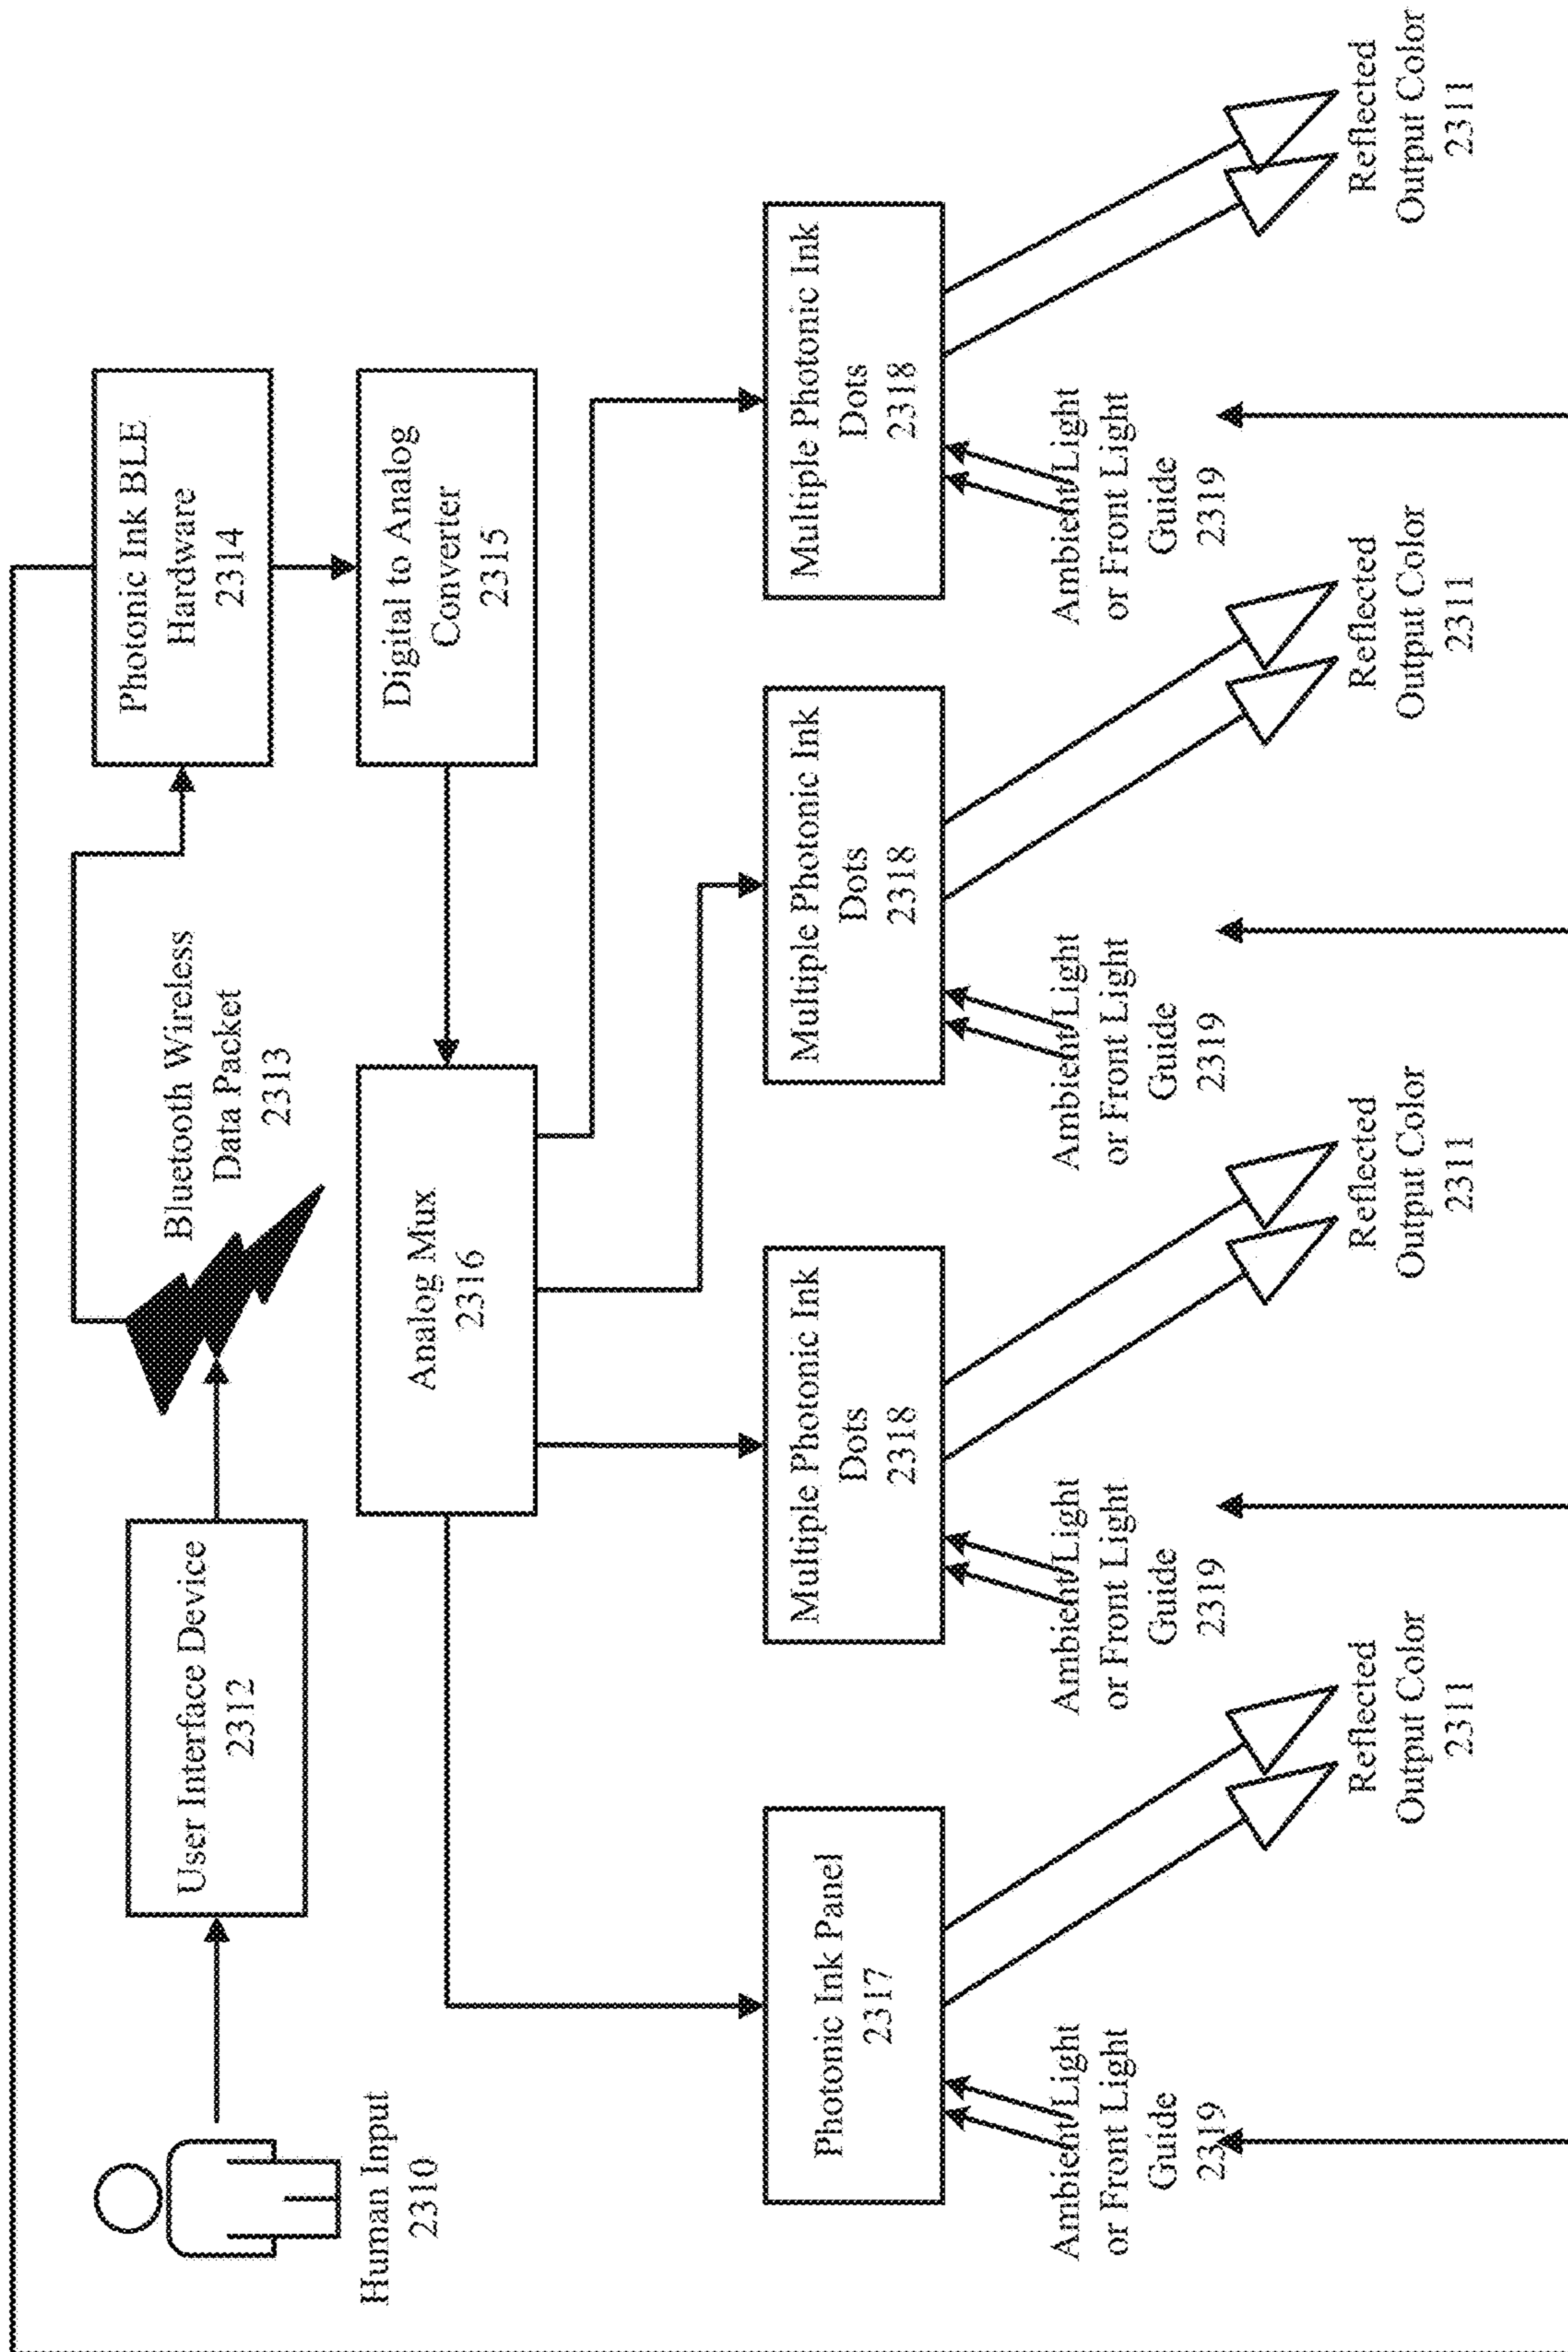 Human Input
2310
User Interface Device
2312
Bluetooth Wireless
Data Packet
2313
Photonic Ink BLE
Hardware
2314
Digital to Analog
Converter
2315
Analog Mux
2316
Photonic Ink Panel
2317
Multiple Photonic Ink
Dots
2318
Multiple Photonic Ink
Dots
2318
Multiple Photonic Ink
Dots
2318
Ambient Light
or Front Light
Guide
2319
Ambient Light
or Front Light
Guide
2319
Ambient Light
or Front Light
Guide
2319
Ambient Light
or Front Light
Guide
2319
Reflected
Output Color
2311
Reflected
Output Color
2311
Reflected
Output Color
2311
Reflected
Output Color
2311